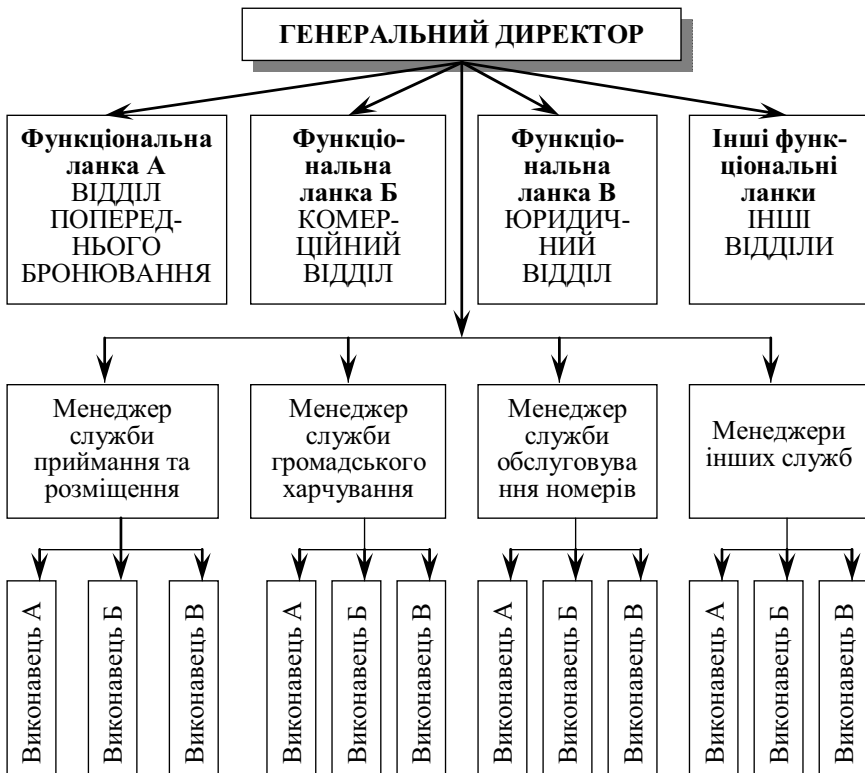 ГЕНЕРАЛЬНИЙ ДИРЕКТОР
Функціональна
ланка А
ВІДДІЛ
ПОПЕРЕД-
НЬОГО
БРОНЮВАННЯ
Функціо-
нальна
ланка Б
КОМЕР-
ЦІЙНИЙ
ВІДДІЛ
Функціо-
нальна
ланка В
ЮРИДИЧ-
НИЙ
ВІДДІЛ
Інші функ-
ціональні
ланки
ІНШІ
ВІДДІЛИ
Менеджер
служби
приймання та
розміщення
Менеджер
служби
громадського
харчування
Менеджер
служби
обслуговува
ння номерів
Менеджери
інших служб
Виконавець А
Виконавець Б
Виконавець В
Виконавець А
Виконавець Б
Виконавець В
Виконавець А
Виконавець Б
Виконавець В
Виконавець А
Виконавець Б
Виконавець В